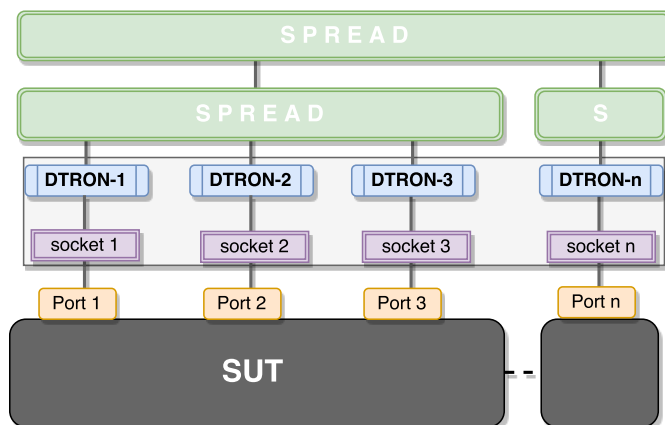 SPREAD
SPREAD
S
DTRON-1
DTRON-2
DTRON-3
DTRON-n
socket 1
socket 2
socket 3
socket n
Port 1
Port 2
Port 3
Port n
SUT